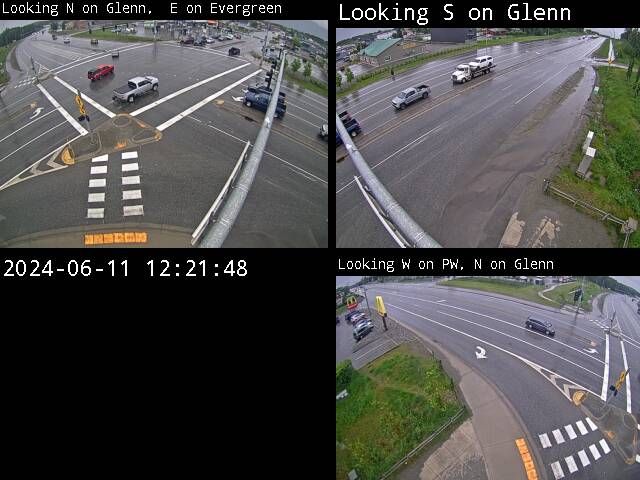 Looking N on Glenn, E on Evergreen
Looking S on Glenn
2024-06-11 12:21:48
Looking W on PW, N on Glenn